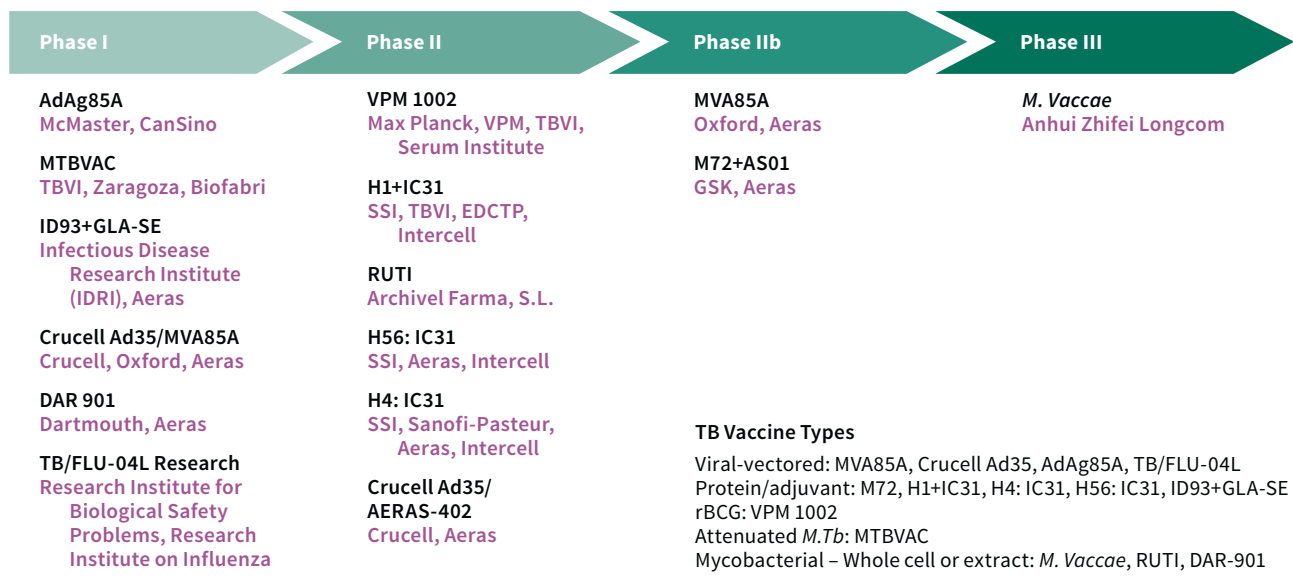 Phase I
AdAg85A
McMaster, CanSino
MTBVAC
TBVI, Zaragoza, Biofabri
ID93+GLA-SE
Infectious Disease
Research Institute
(IDRI), Aeras
Crucell Ad35/MVA85A
Crucell, Oxford, Aeras
DAR 901
Dartmouth, Aeras
TB/FLU-04L Research
Research Institute for
Biological Safety
Problems, Research
Institute on Influenza
Phase II
VPM 1002
Max Planck, VPM, TBVI,
Serum Institute
H1+IC31
SSI, TBVI, EDCTP,
Intercell
RUTI
Archivel Farma, S.L.
H56: IC31
SSI, Aeras, Intercell
H4: IC31
SSI, Sanofi-Pasteur,
Aeras, Intercell
Crucell Ad35/
AERAS-402
Crucell, Aeras
Phase IIb
MVA85A
Oxford, Aeras
M72+AS01
GSK, Aeras
Phase III
M. Vaccae
Anhui Zhifei Longcom
TB Vaccine Types
Viral-vectored: MVA85A, Crucell Ad35, AdAg85A, TB/FLU-04L
Protein/adjuvant: M72, H1+IC31, H4: IC31, H56: IC31, ID93+GLA-SE
rBCG: VPM 1002
Attenuated M.Tb: MTBVAC
Mycobacterial – Whole cell or extract: M. Vaccae, RUTI, DAR-901